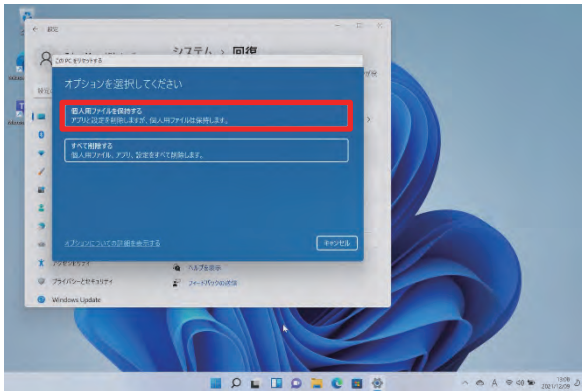 設定
システム › 回復
このPCをリセットする
オプションを選択してください
個人用ファイルを保持する
アプリと設定を削除しますが、個人用ファイルは保持します。
すべて削除する
個人用ファイル、アプリ、設定をすべて削除します。
オプションについての詳細を表示する
キャンセル
アクセシビリティ
ヘルプを表示
プライバシーとセキュリティ
フィードバックの送信
Windows Update
A
2021/12/09